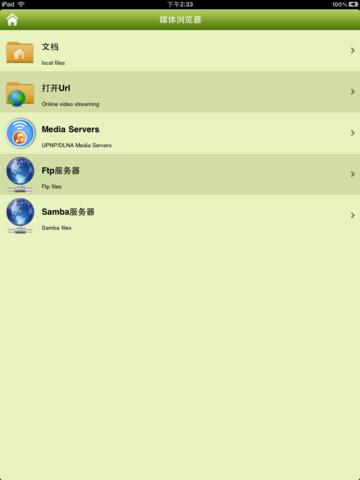 iPad 下午2:33
媒体浏览器
文档
local files
打开Url
Online video streaming
Media Servers
UPNP/DLNA Media Servers
Ftp服务器
Ftp files
Samba服务器
Samba files